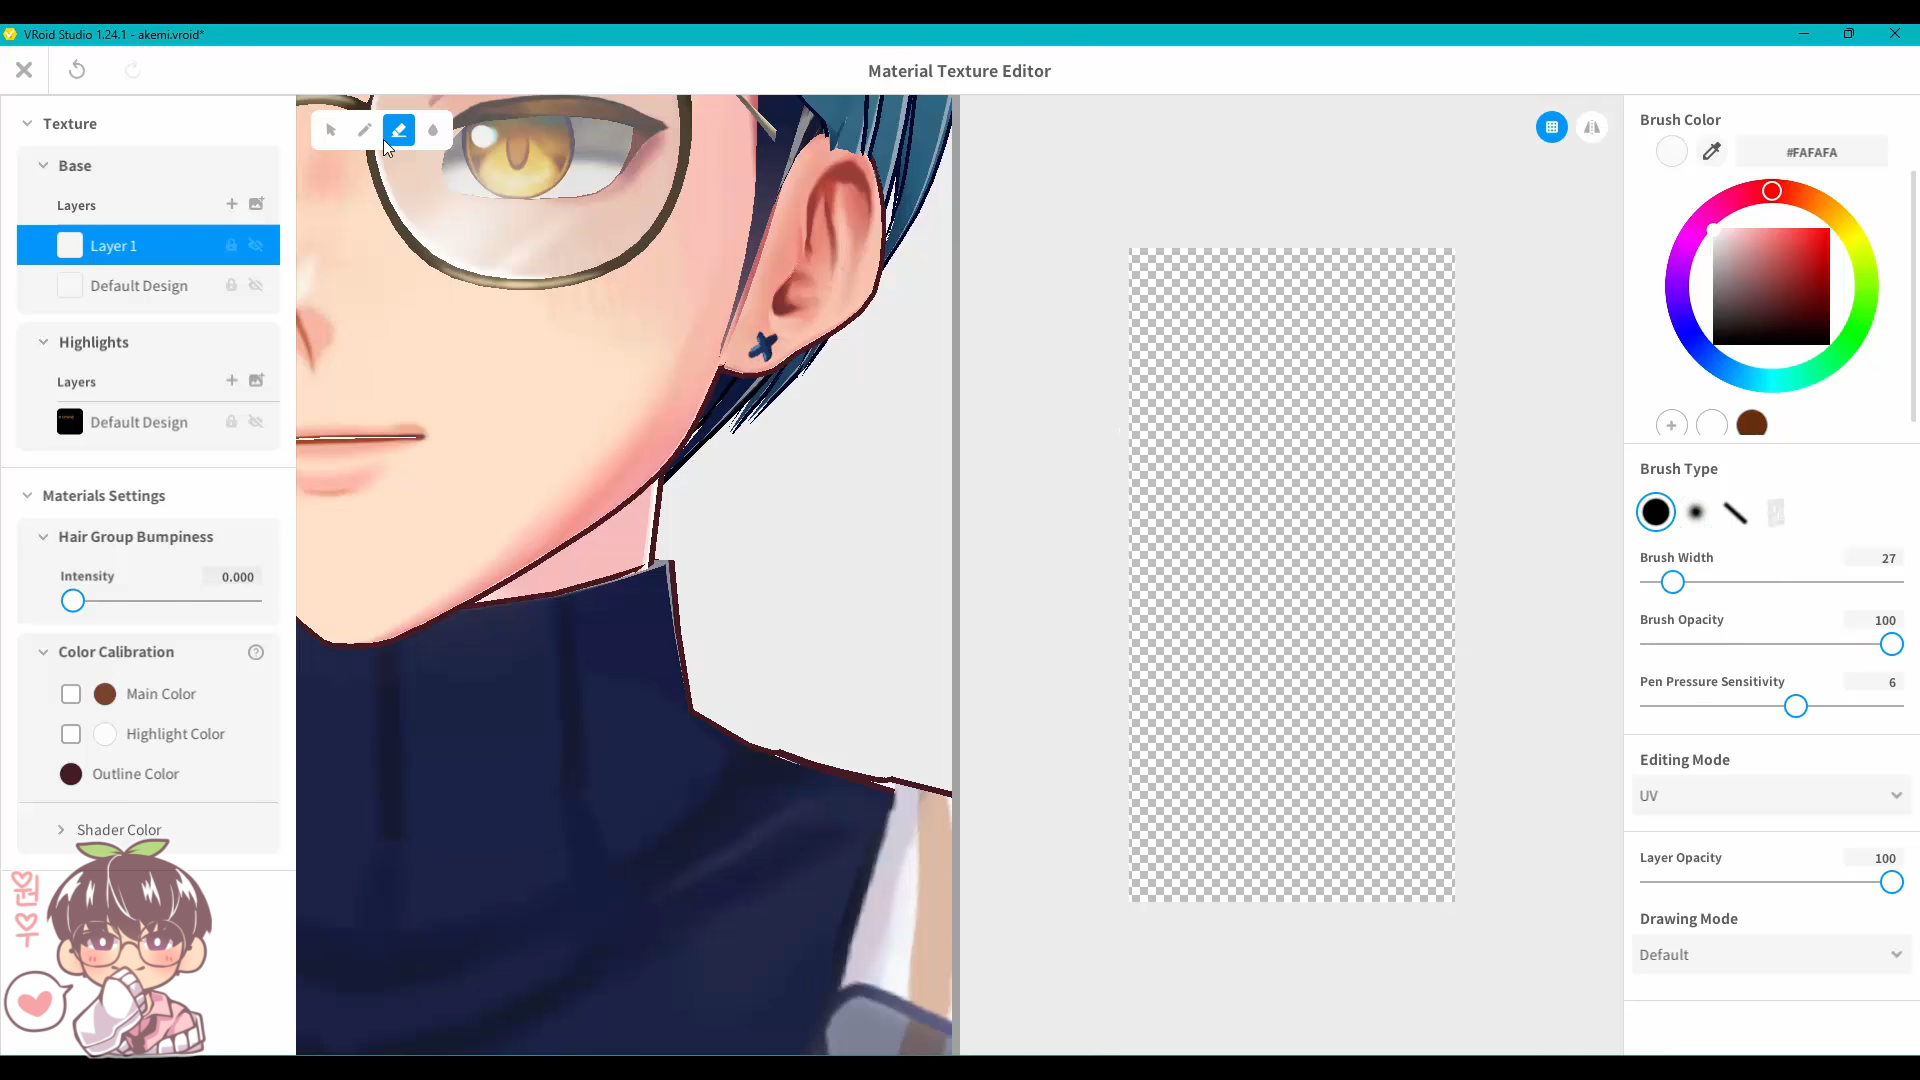 VRoid Studio 1.24.1 - akemi.vroid*
Material Texture Editor
Texture
Base
Layers
Layer 1
Default Design
Highlights
Layers
Default Design
Materials Settings
Hair Group Bumpiness
Intensity
0.000
Color Calibration
?
Main Color
Highlight Color
Outline Color
Shader Color
원
우
Brush Color
#FAFAFA
Brush Type
Brush Width
27
Brush Opacity
100
Pen Pressure Sensitivity
6
Editing Mode
UV
Layer Opacity
100
Drawing Mode
Default